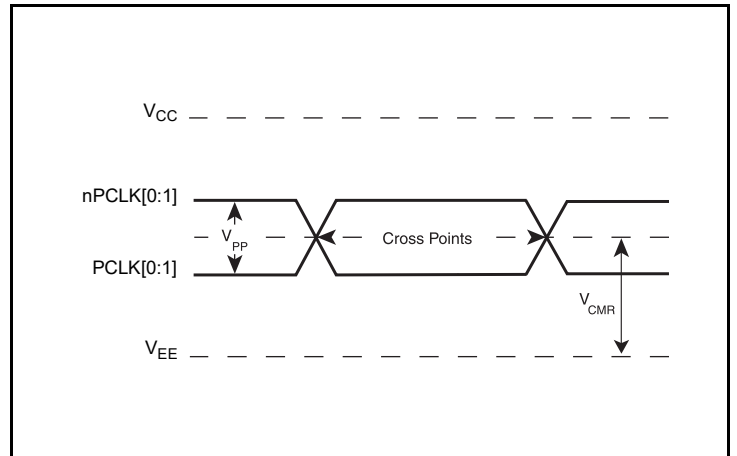 VCC
nPCLK[0:1]
VPP
Cross Points
PCLK[0:1]
VCMR
VEE